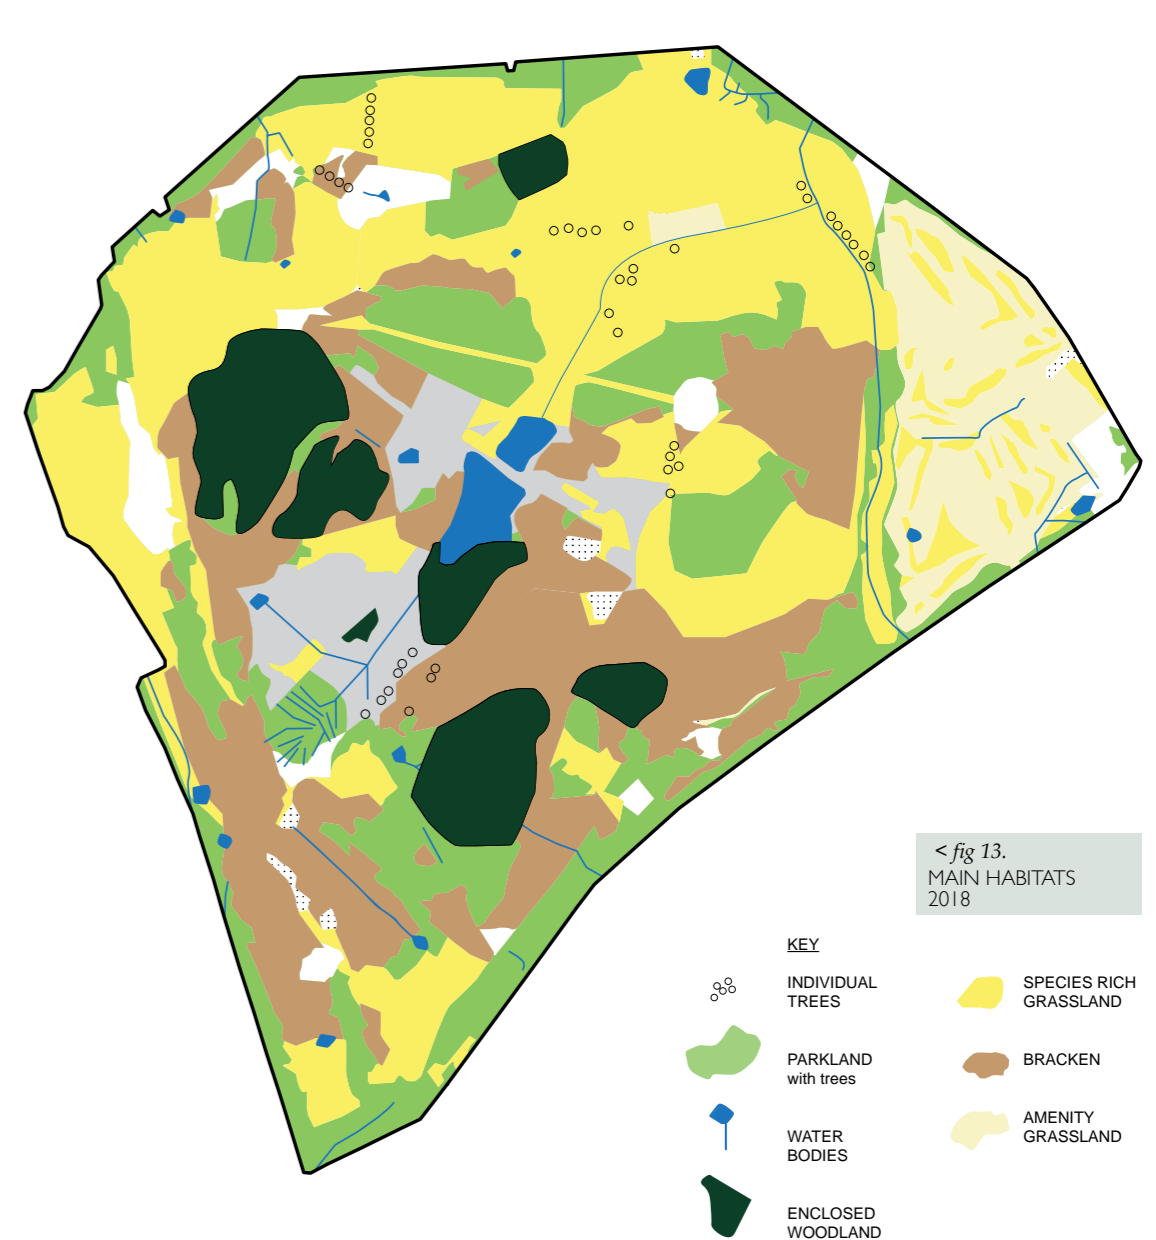 < fig 13.
MAIN HABITATS
2018
KEY
INDIVIDUAL
TREES
PARKLAND
with trees
WATER
BODIES
ENCLOSED
WOODLAND
SPECIES RICH
GRASSLAND
BRACKEN
AMENITY
GRASSLAND